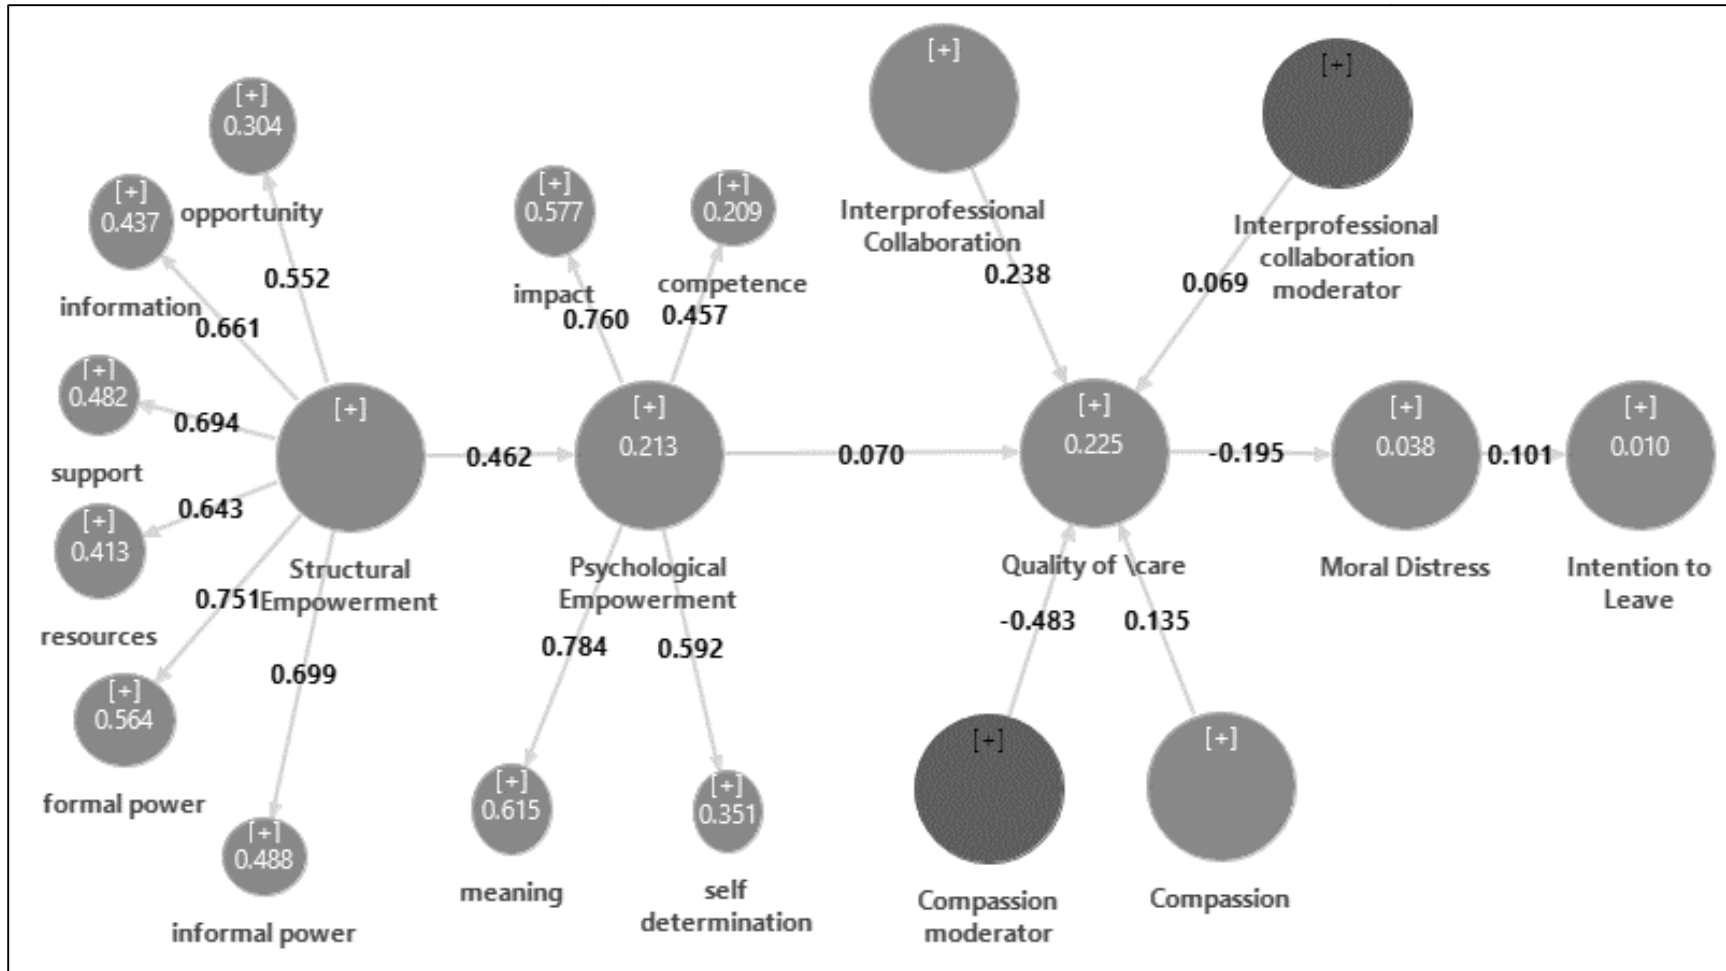 [+]
0.304
opportunity
[+]
0.437
information
0.552
0.661
[+]
0.482
support
0.694
[+]
0.413
resources
0.643
[+]
0.564
formal power
0.751
[+]
0.488
informal power
0.699
[+]
Structural
Empowerment
0.462
[+]
0.577
impact
0.760
[+]
0.209
competence
0.457
[+]
0.213
Psychological
Empowerment
0.784
0.592
[+]
0.615
meaning
[+]
0.351
self
determination
0.070
[+]
Interprofessional
Collaboration
0.238
[+]
Interprofessional
collaboration
moderator
0.069
[+]
0.225
Quality of \care
-0.483
0.135
[+]
Compassion
moderator
[+]
Compassion
-0.195
[+]
0.038
Moral Distress
0.101
[+]
0.010
Intention to
Leave